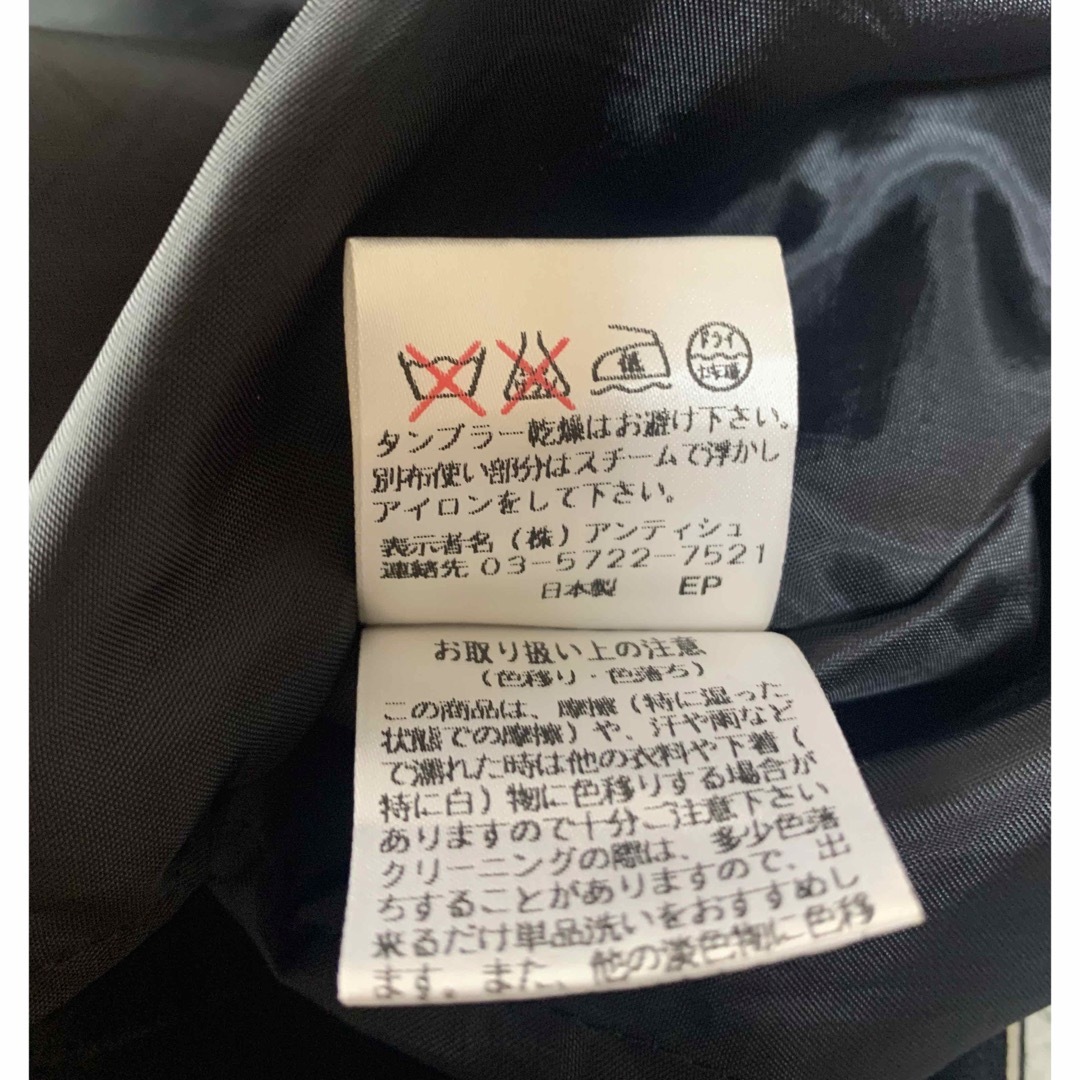 低
ドライ
石油系
タンブラー乾燥はお避け下さい。
別布使い部分はスチームで浮かし
アイロンをして下さい。
表示者名(株)アンティシュ
連絡先 03-5722-7521
日本製 EP
お取り扱い上の注意
(色移り・色落ち)
この商品は、摩擦(特に湿った
状態での摩擦)や、汗や雨など
で濡れた時は他の衣料や下着(
特に白)物に色移りする場合が
ありますので十分ご注意下さい
クリーニングの際は、多少色落
ちすることがありますので、出
来るだけ単品洗いをおすすめし
ます。また、他の淡色物に色移